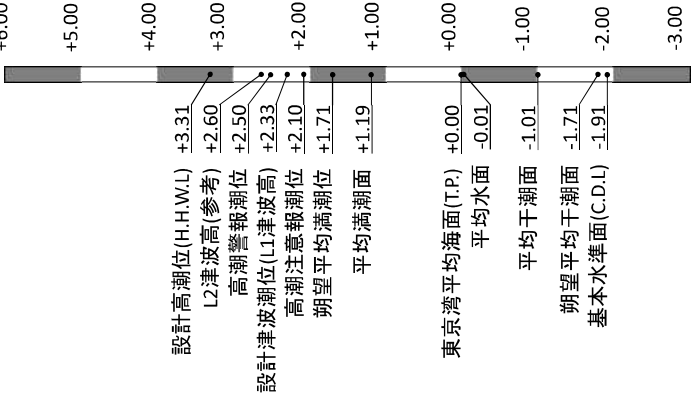 +6.00
+5.00
+4.00
+3.00
+2.00
+1.00
+0.00
-1.00
-2.00
-3.00
設計高潮位(H.H.W.L) +3.31
L2津波高(参考) +2.60
高潮警報潮位 +2.50
設計津波潮位(L1津波高) +2.33
高潮注意報潮位 +2.10
朔望平均満潮位 +1.71
平均満潮面 +1.19
東京湾平均海面(T.P.) +0.00
平均水面 -0.01
平均干潮面 -1.01
朔望平均干潮面 -1.71
基本水準面(C.D.L) -1.91